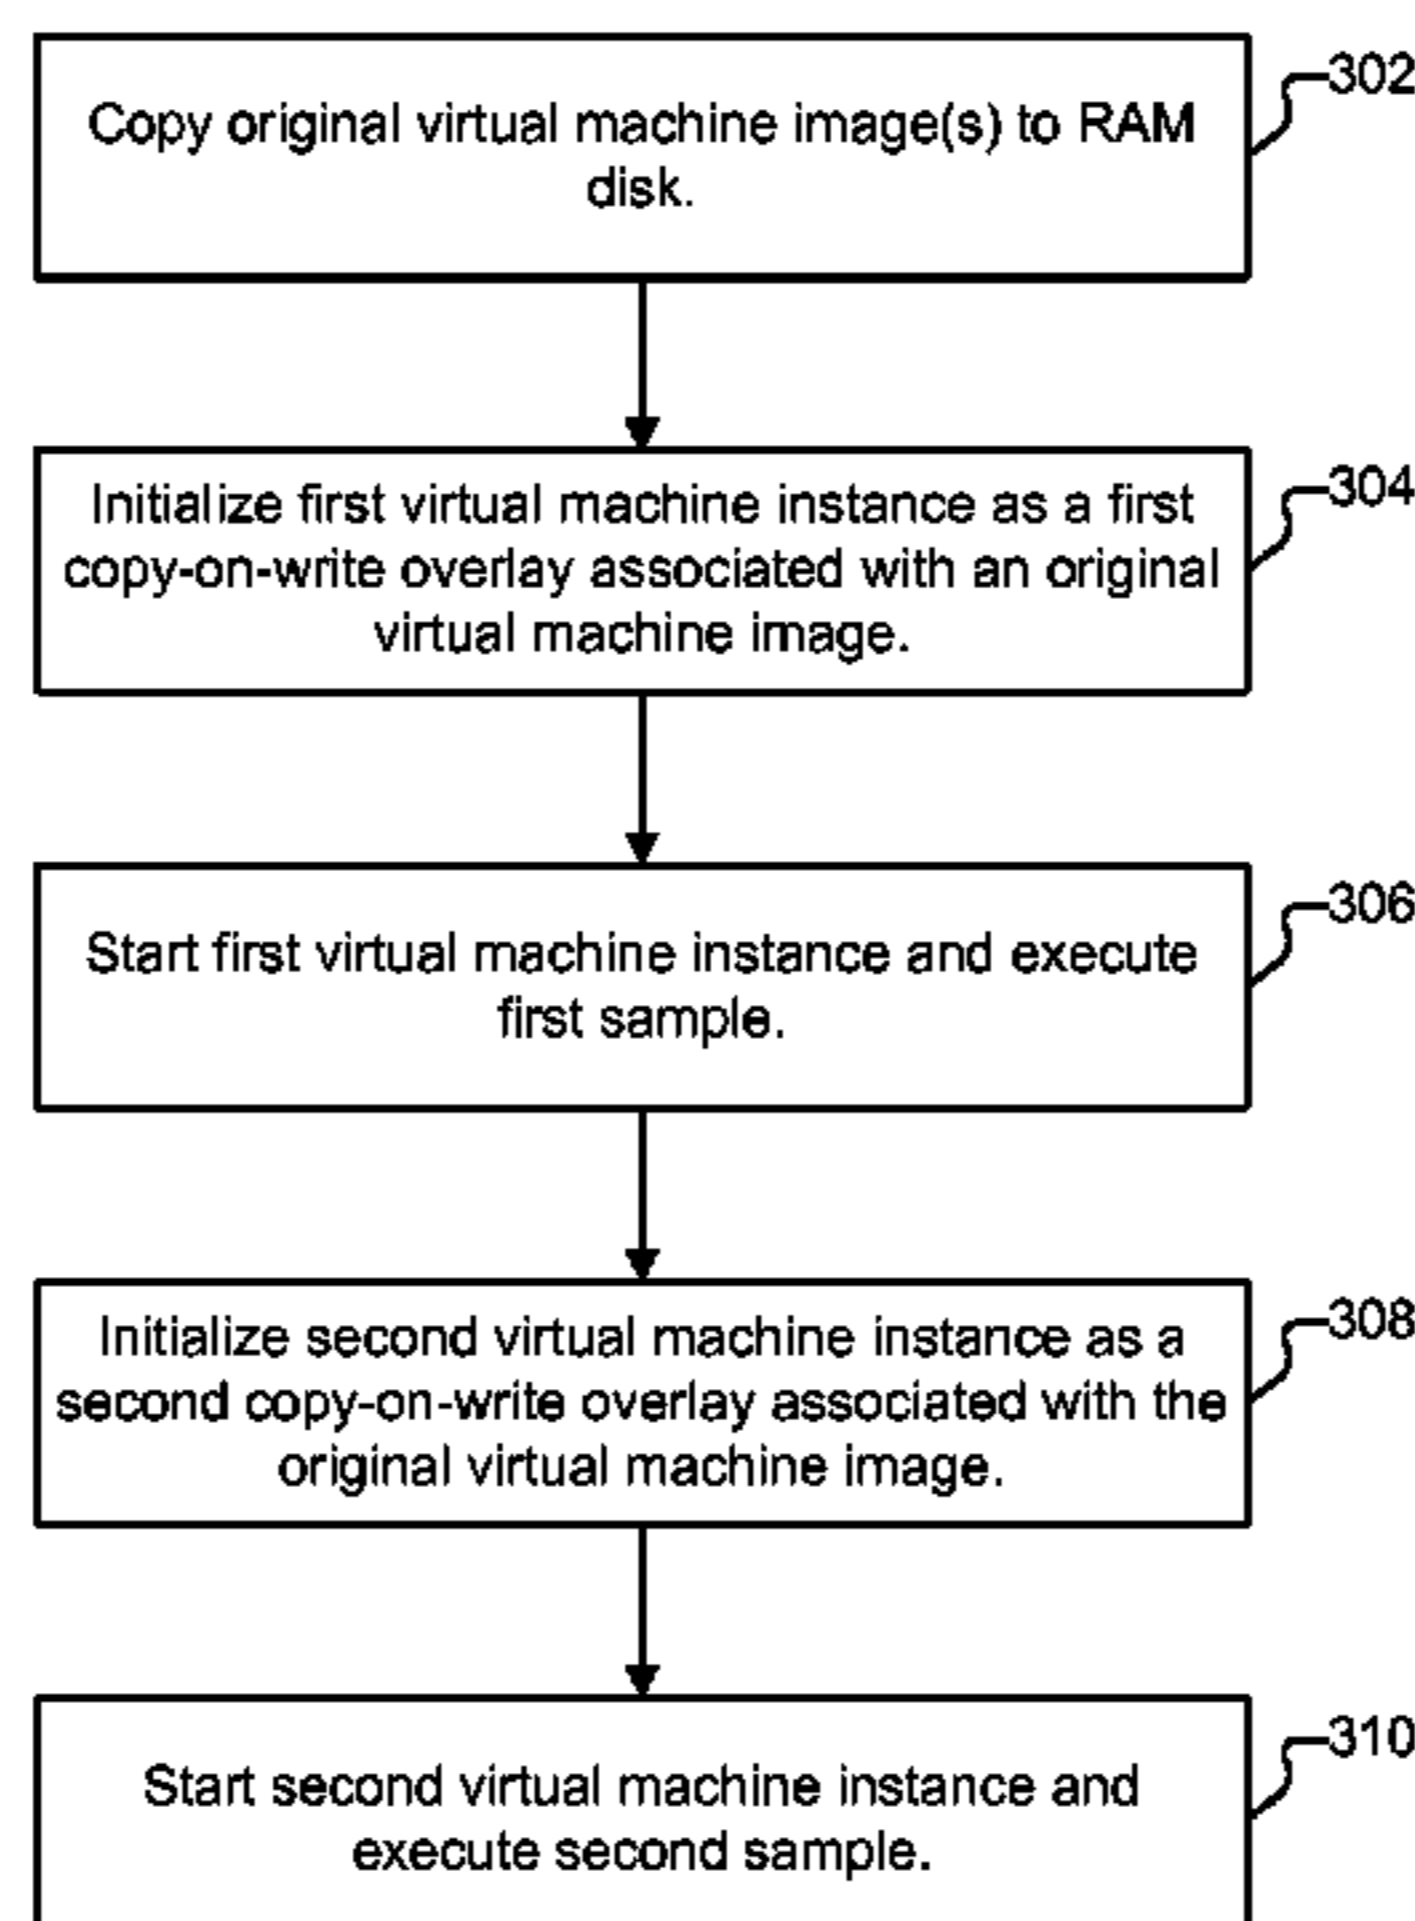 302
Copy original virtual machine image(s) to RAM
disk.
304
Initialize first virtual machine instance as a first
copy-on-write overlay associated with an original
virtual machine image.
306
Start first virtual machine instance and execute
first sample.
308
Initialize second virtual machine instance as a
second copy-on-write overlay associated with the
original virtual machine image.
310
Start second virtual machine instance and
execute second sample.